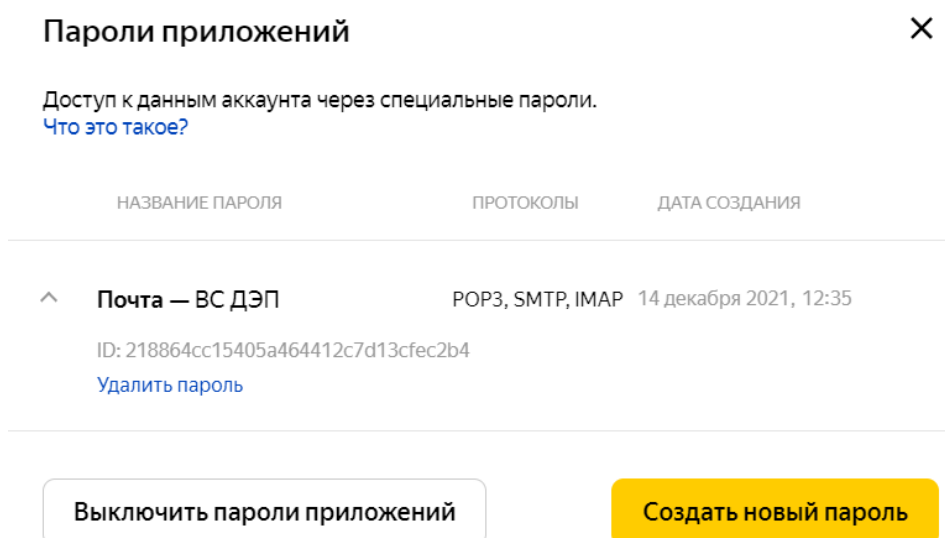 Пароли приложений
Доступ к данным аккаунта через специальные пароли.
Что это такое?
НАЗВАНИЕ ПАРОЛЯ ПРОТОКОЛЫ ДАТА СОЗДАНИЯ
Почта — ВС ДЭП POP3, SMTP, IMAP 14 декабря 2021, 12:35
ID: 218864cc15405a464412c7d13cfec2b4
Удалить пароль
Выключить пароли приложений Создать новый пароль